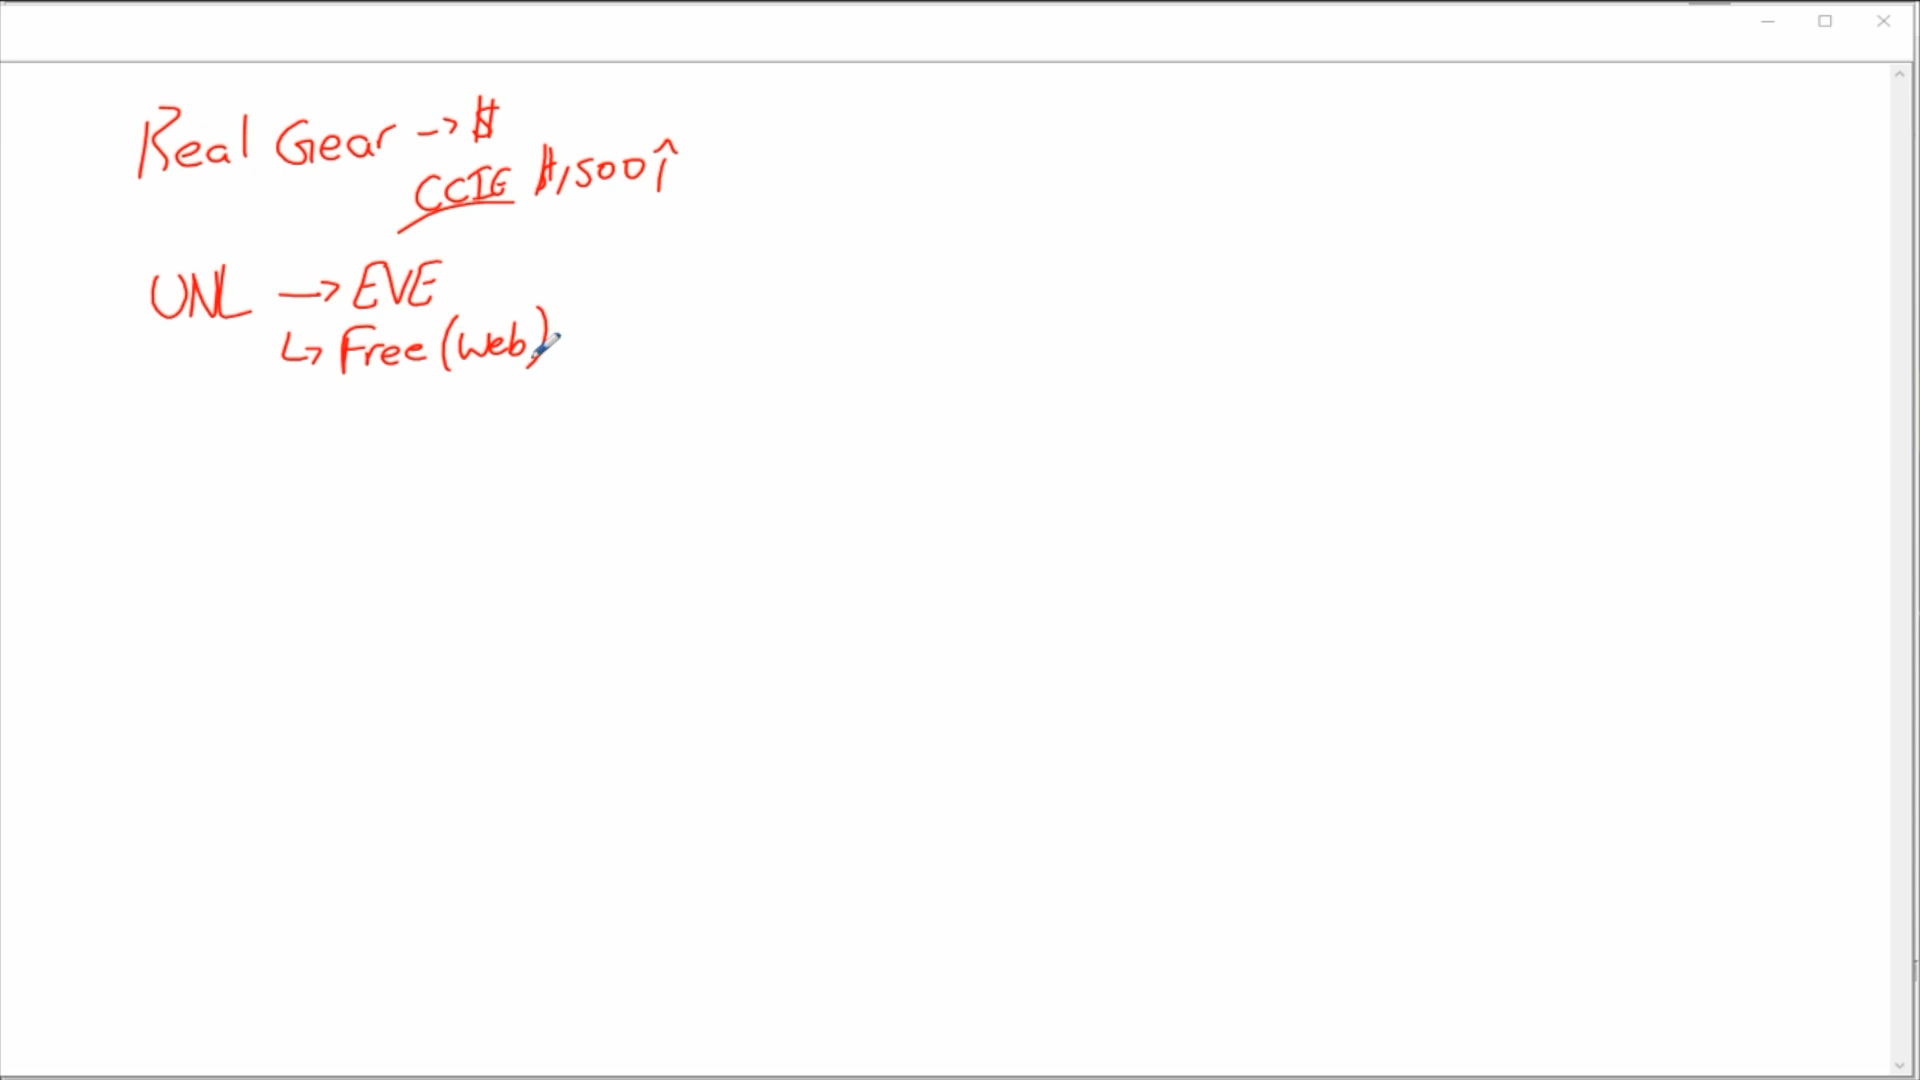 Real Gear -> $
CCIE $1,500↑
UNL -> EVE
↳ Free (Web)